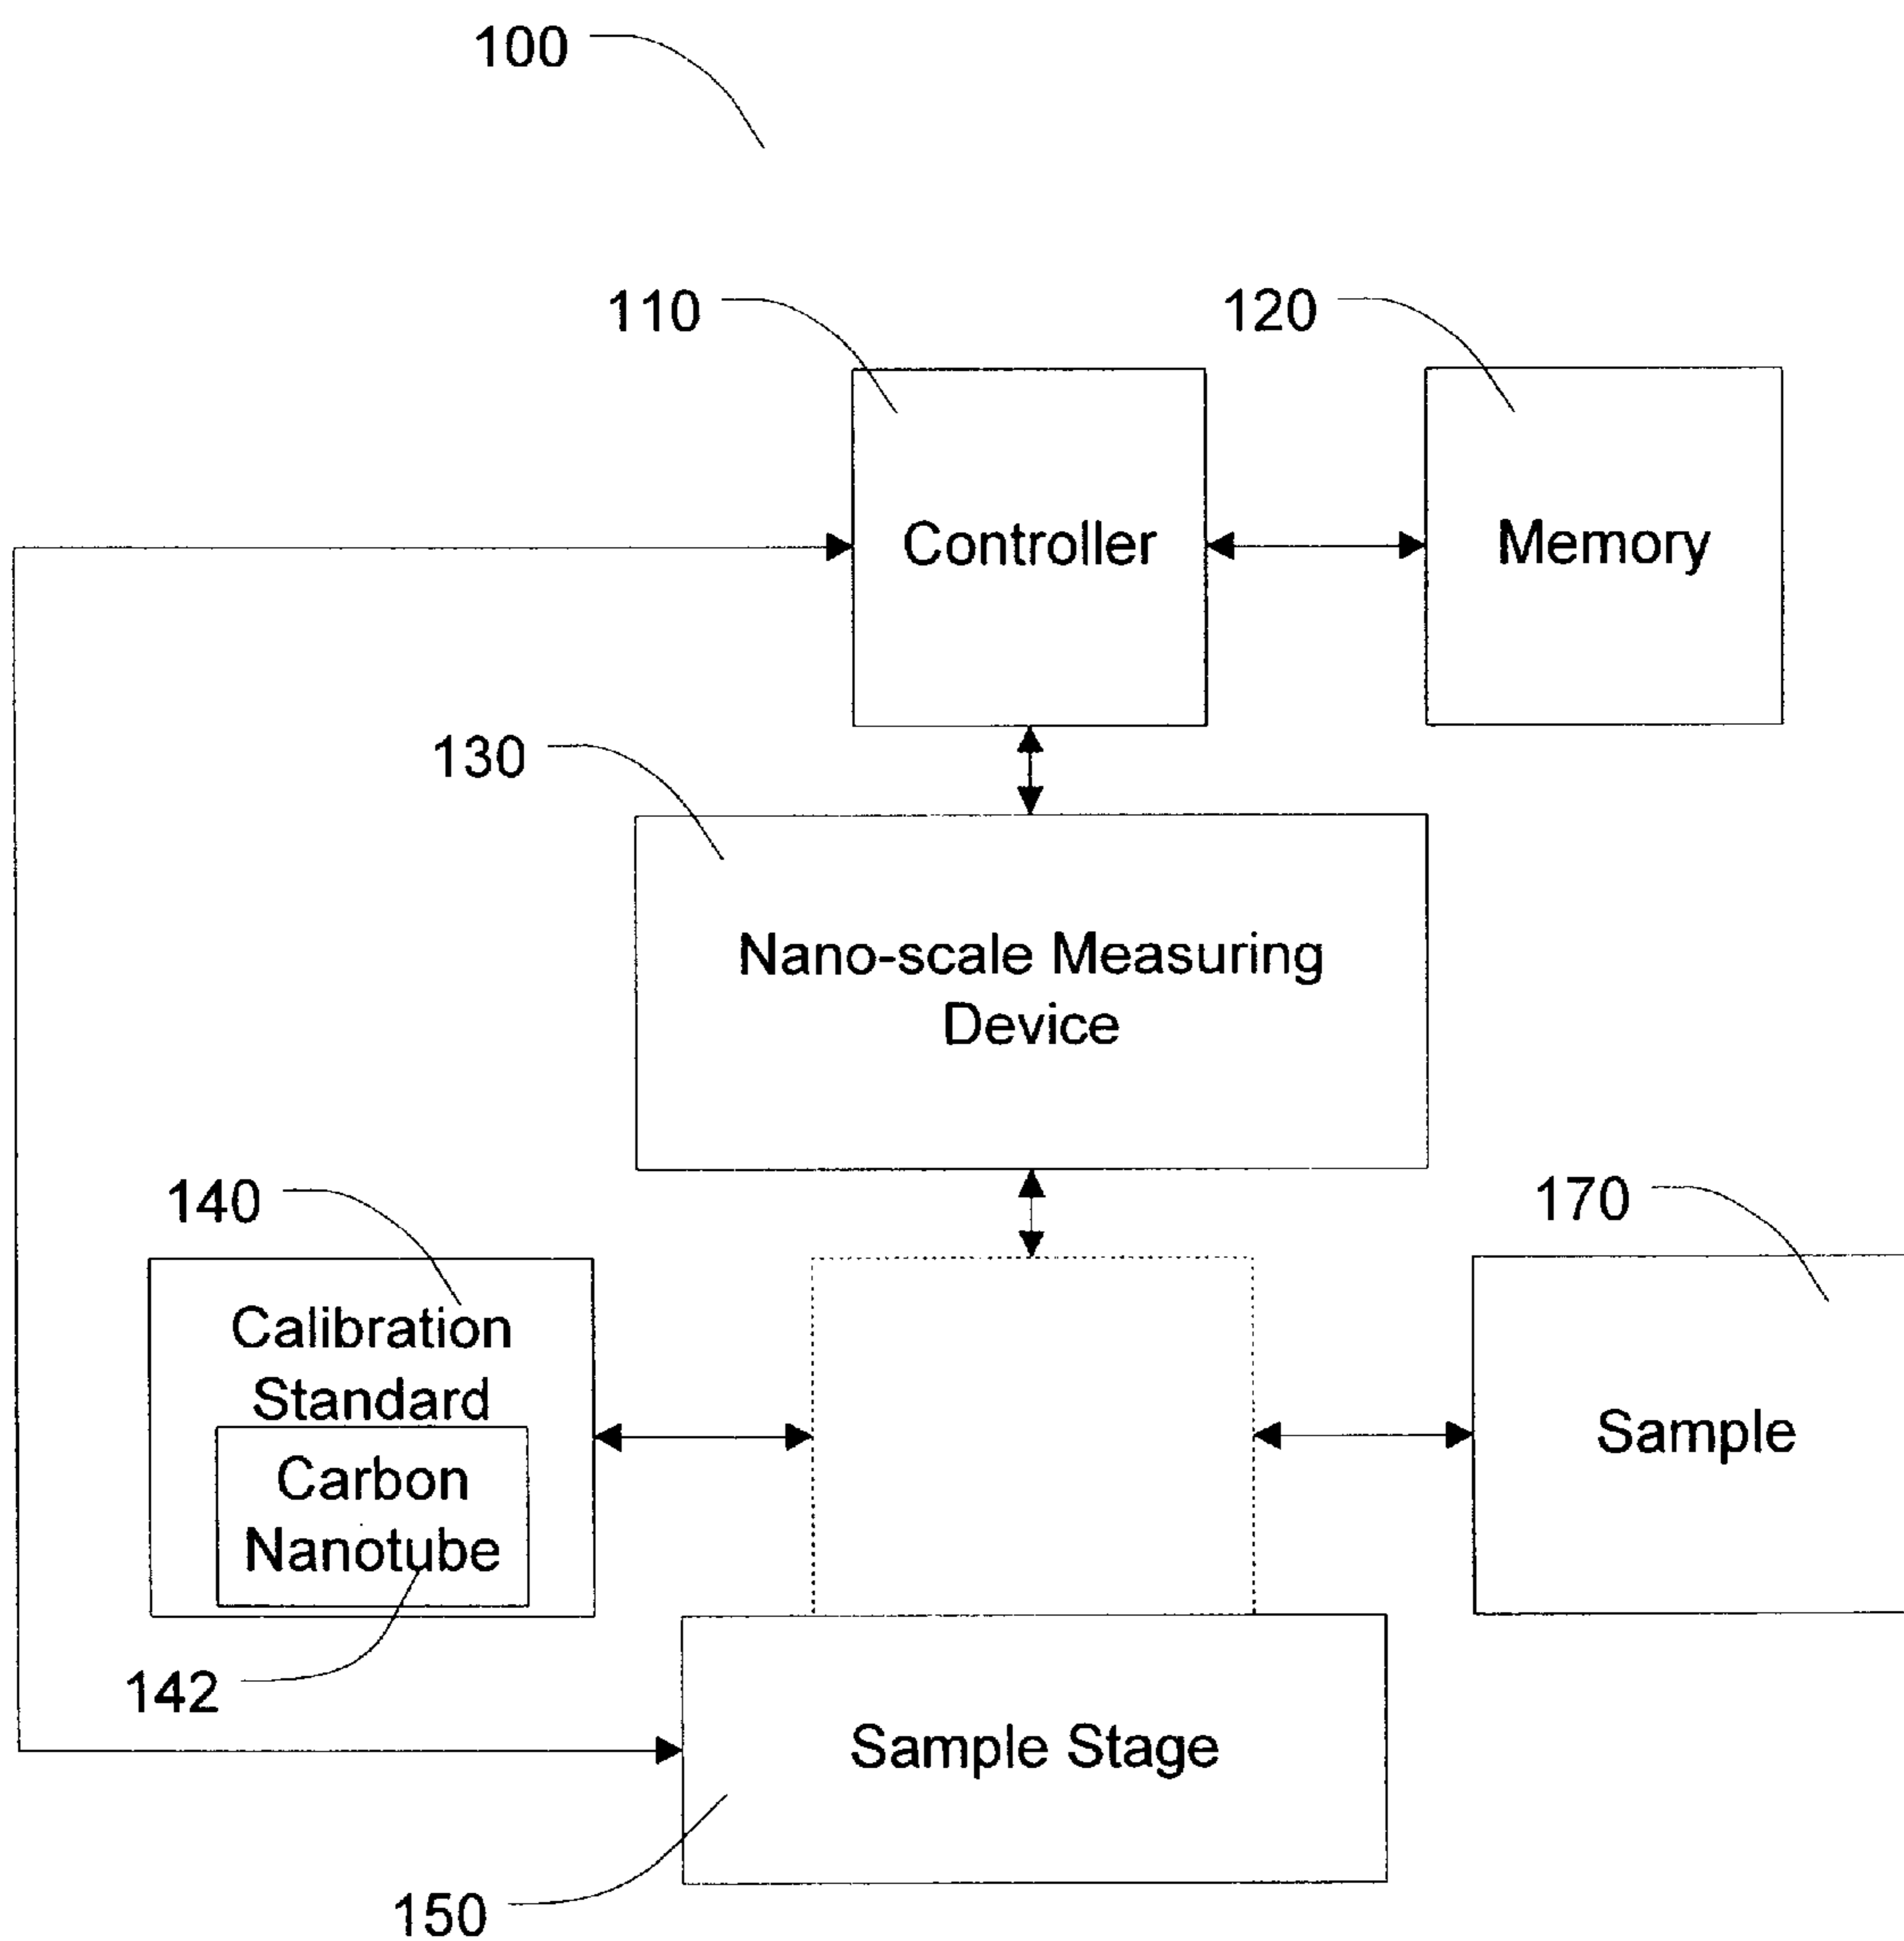 100
110
120
Controller
Memory
130
Nano-scale Measuring
Device
140
170
Calibration
Standard
Carbon
Nanotube
Sample
142
Sample Stage
150